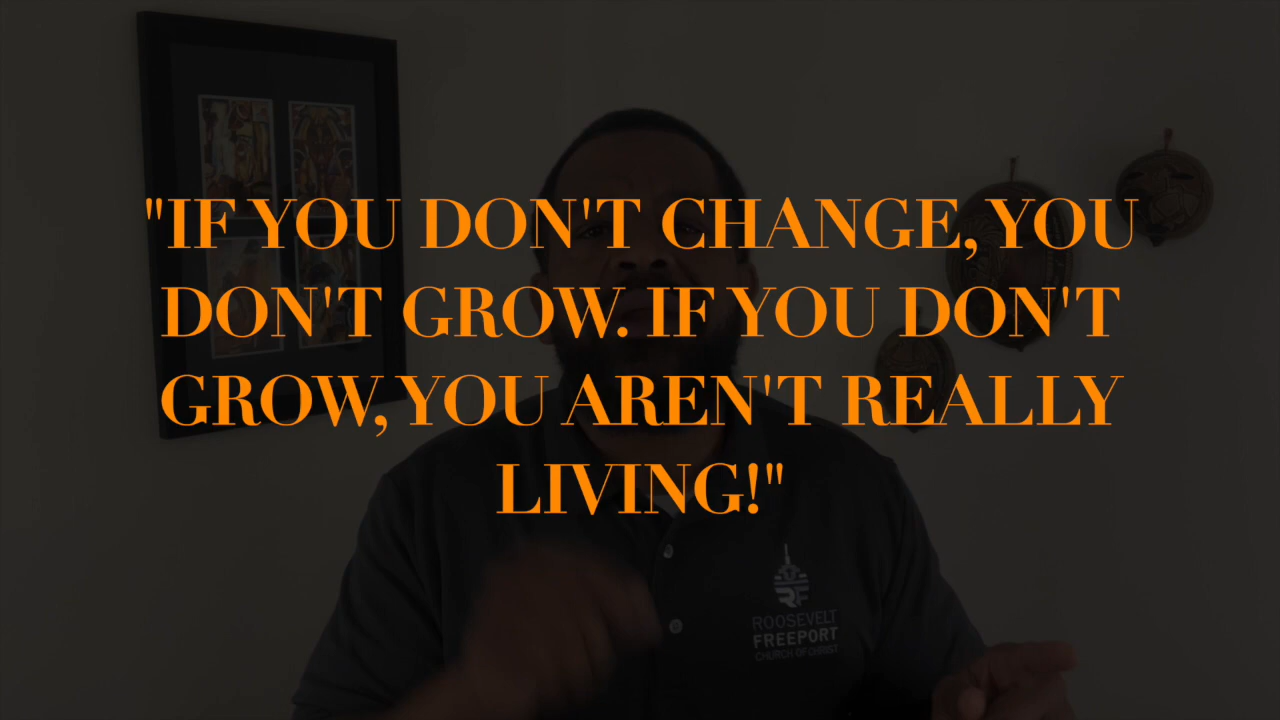 "IF YOU DON'T CHANGE, YOU
DON'T GROW. IF YOU DON'T
GROW, YOU AREN'T REALLY
LIVING!"
RF
ROOSEVELT
FREEPORT
CHURCH OF CHRIST